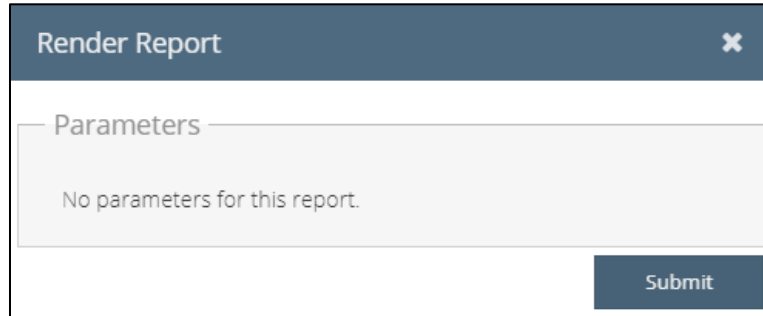 Render Report
Parameters
No parameters for this report.
Submit